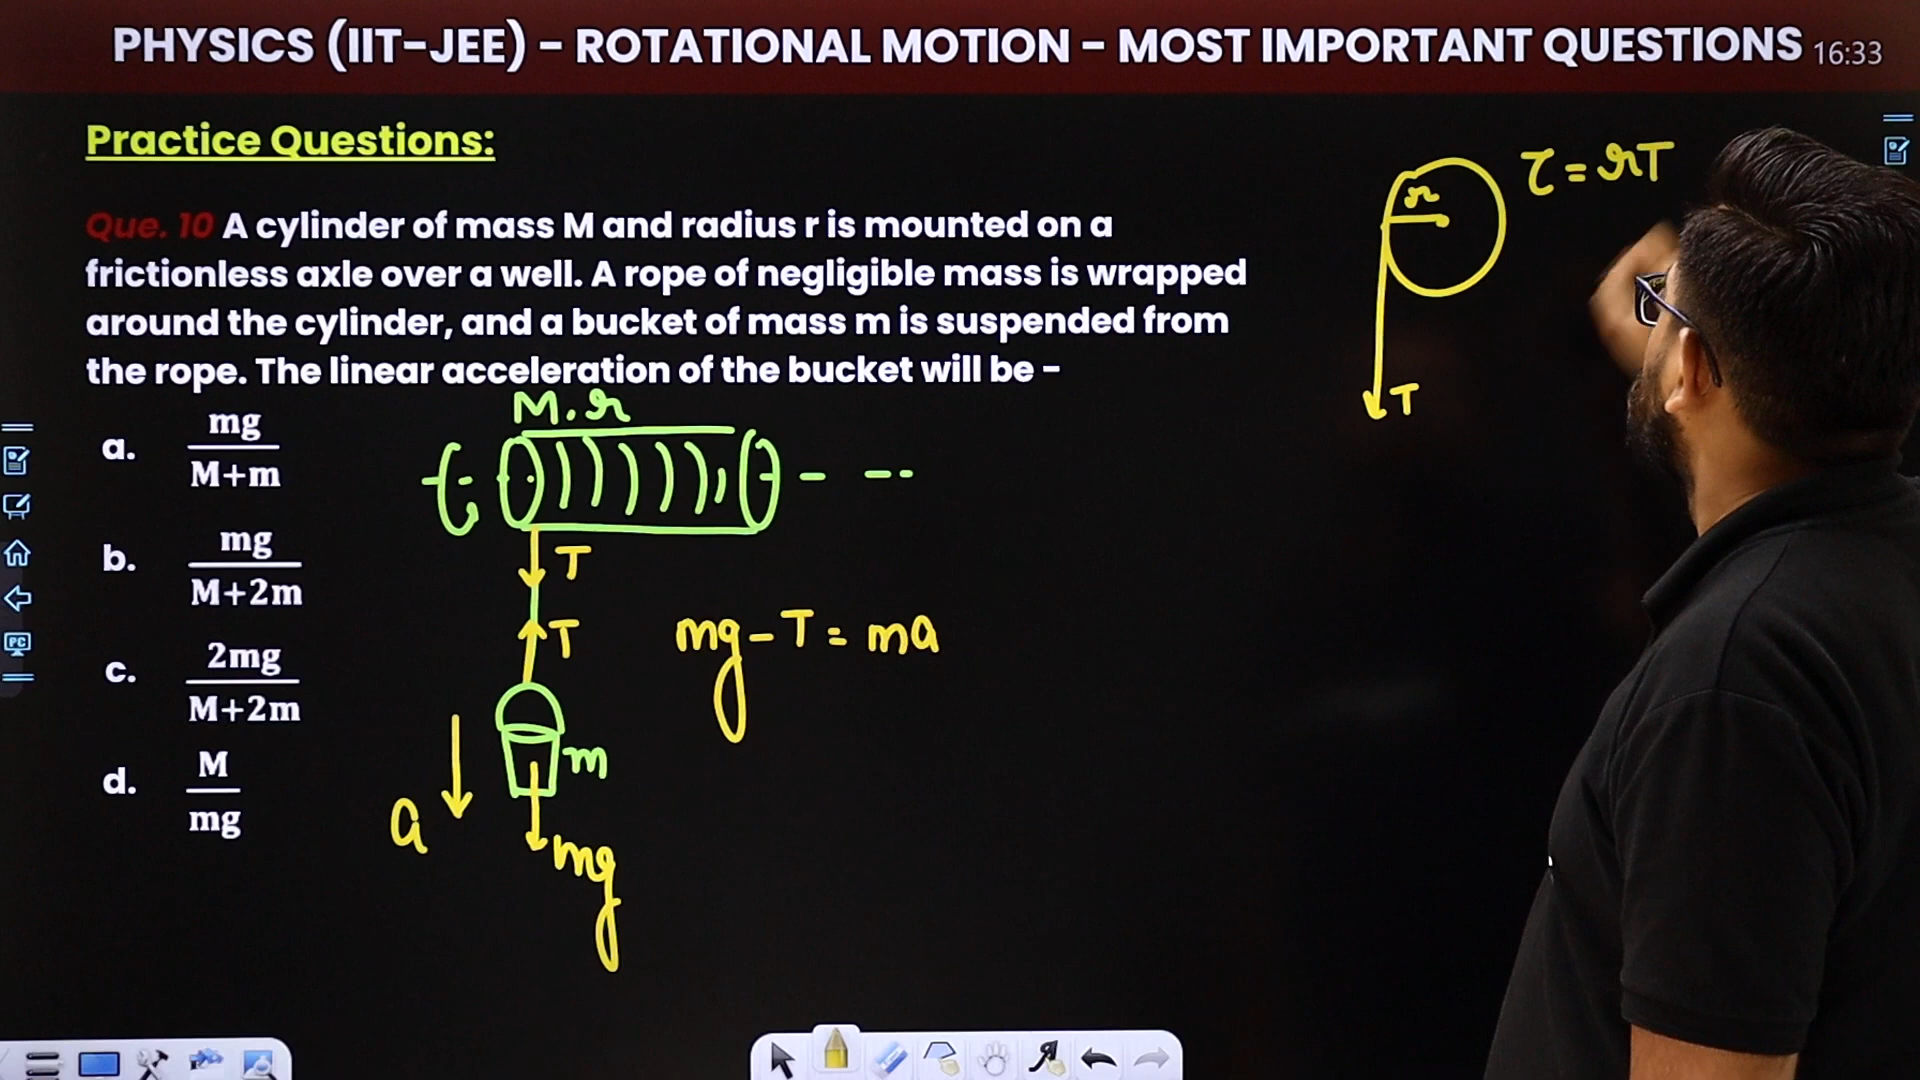 PHYSICS (IIT-JEE) - ROTATIONAL MOTION - MOST IMPORTANT QUESTIONS 16:33
Practice Questions:
Que. 10 A cylinder of mass M and radius r is mounted on a
frictionless axle over a well. A rope of negligible mass is wrapped
around the cylinder, and a bucket of mass m is suspended from
the rope. The linear acceleration of the bucket will be -
a. mg / M+m
b. mg / M+2m
c. 2mg / M+2m
d. M / mg
M, r
T
T
mg - T = ma
m
a
mg
r
τ = rT
T
PC